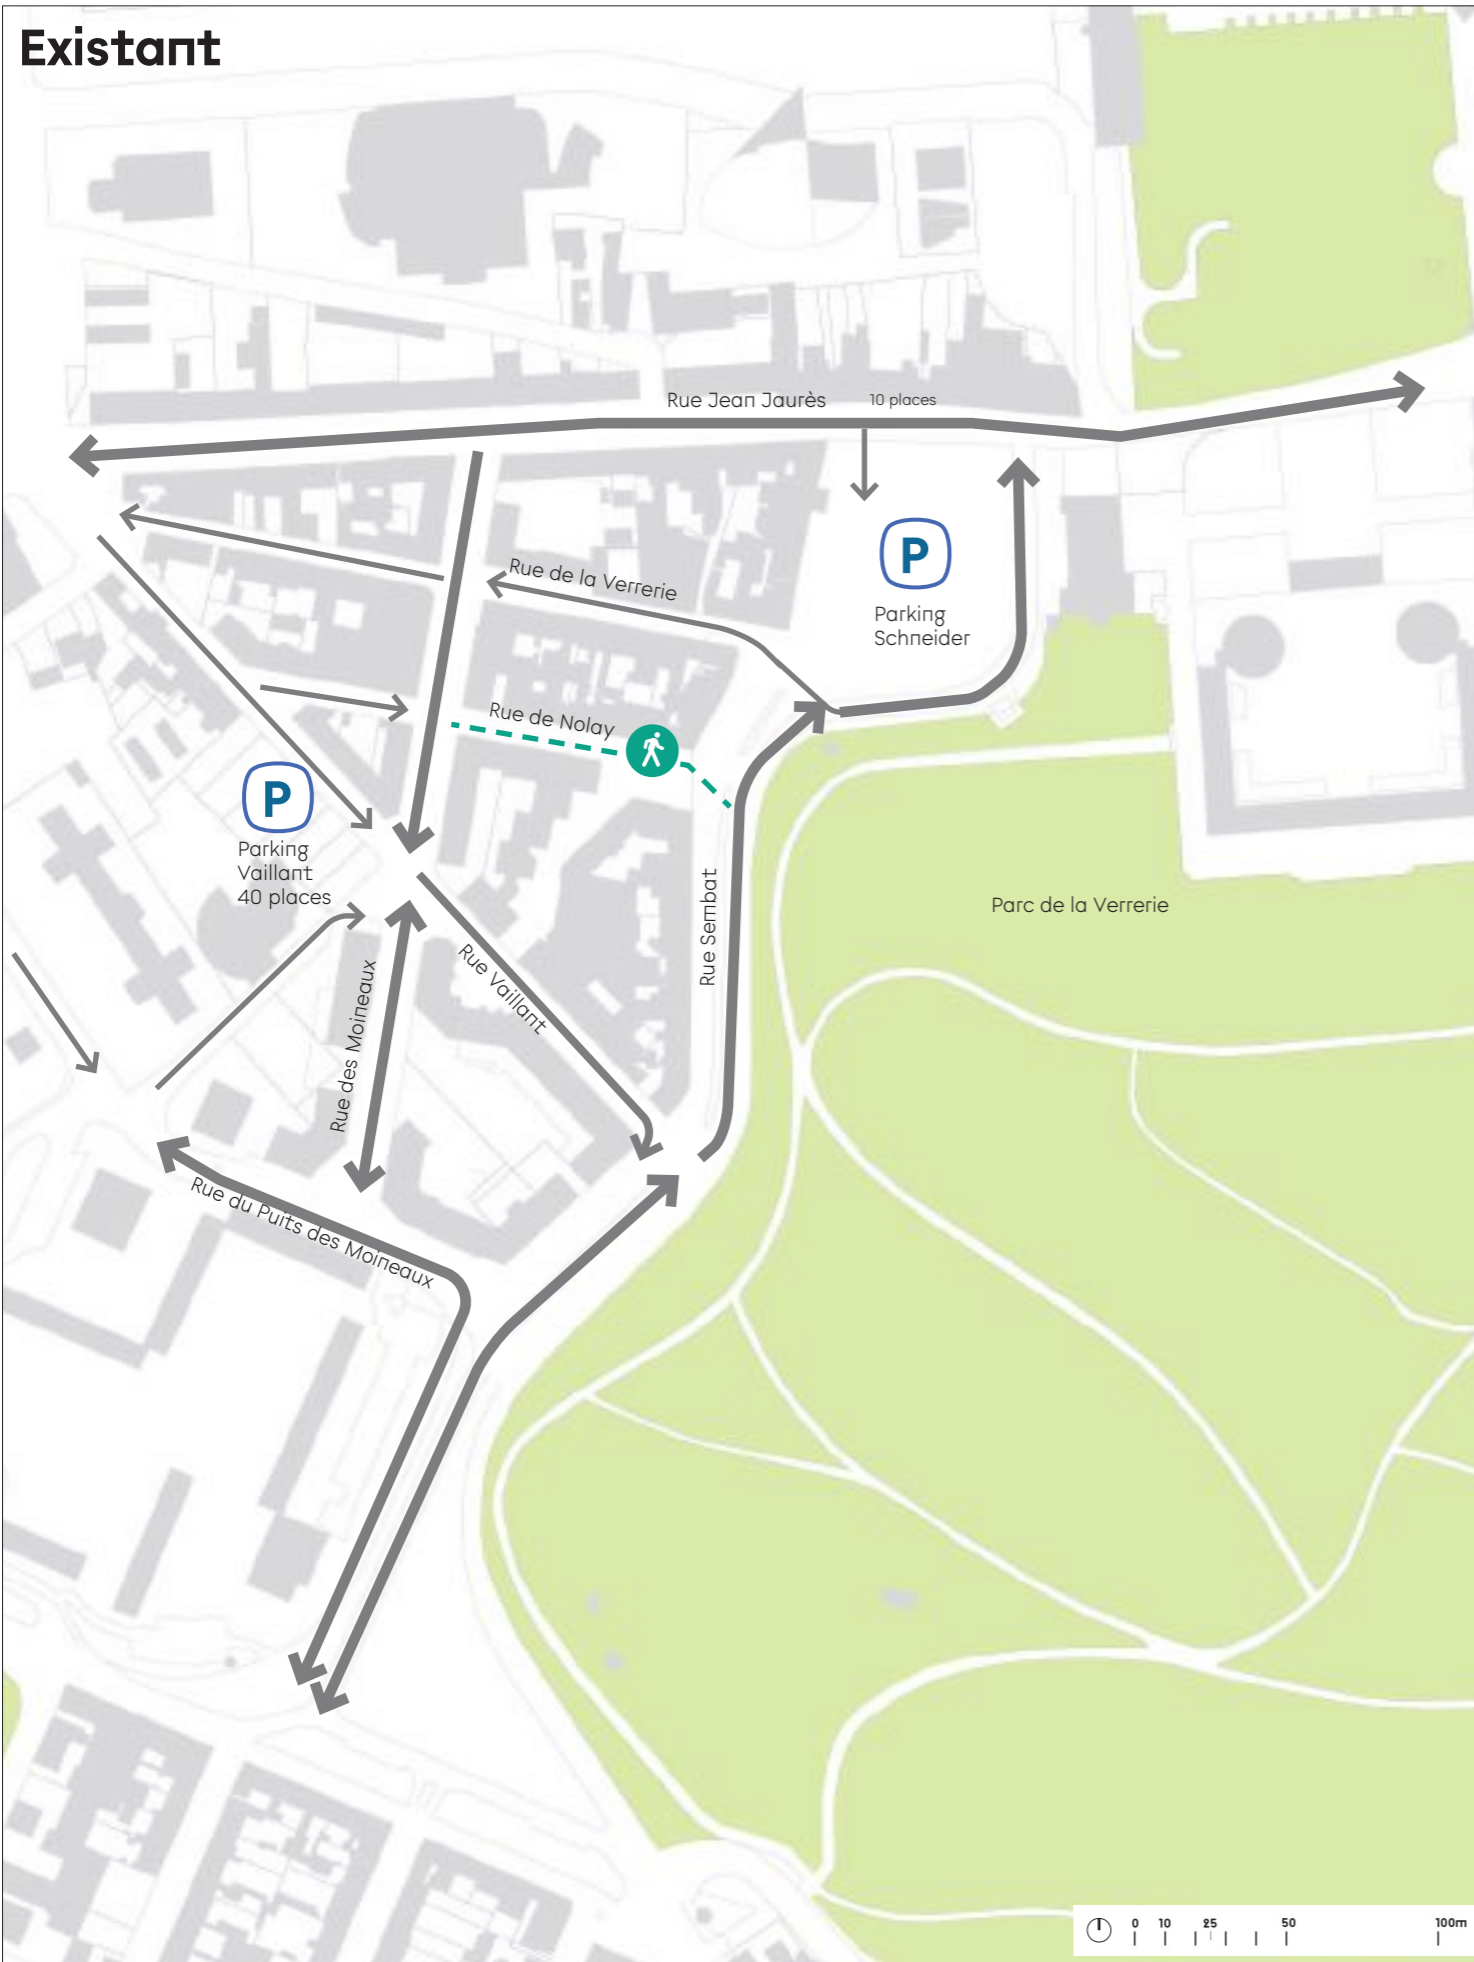 Existant
Rue Jean Jaurès
10 places
Rue de la Verrerie
P
Parking
Schneider
Rue de Nolay
P
Parking
Vaillant
40 places
Rue Sembat
Parc de la Verrerie
Rue Vaillant
Rue des Moineaux
Rue du Puits des Moineaux
0 10 25 50 100m